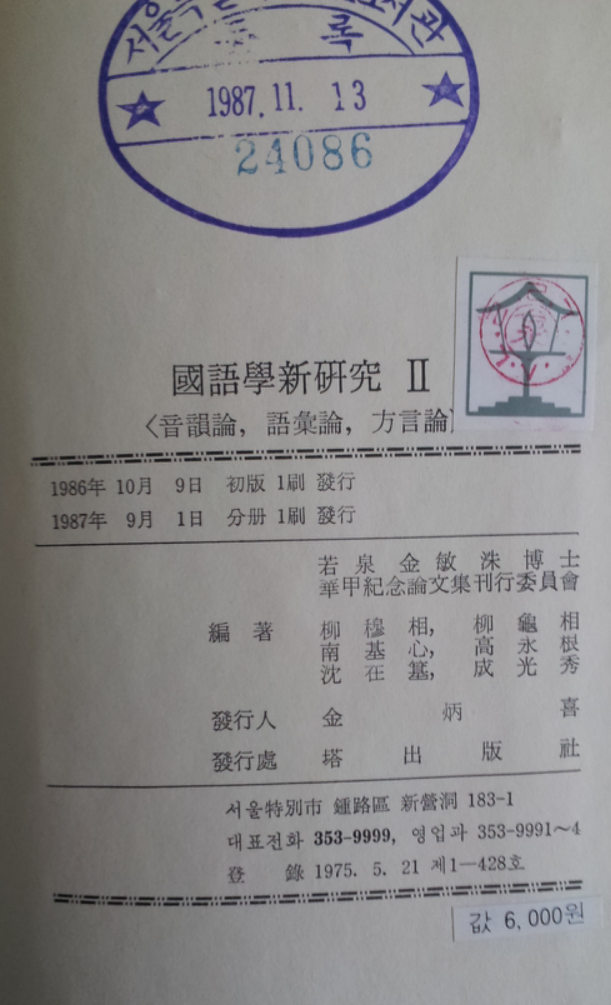 錄
1987. 11. 13
24086
國語學新硏究 Ⅱ
〈音韻論, 語彙論, 方言論〉
1986年 10月 9日 初版 1刷 發行
1987年 9月 1日 分册 1刷 發行
若泉 金敏洙 博士
華甲紀念論文集刊行委員會
編著 柳穆相, 柳龜相
南基心, 高永根
沈在箕, 成光秀
發行人 金炳喜
發行處 塔出版社
서울特別市 鍾路區 新營洞 183-1
대표전화 353-9999, 영업과 353-9991~4
登 錄 1975. 5. 21 제1—428호
값 6,000원